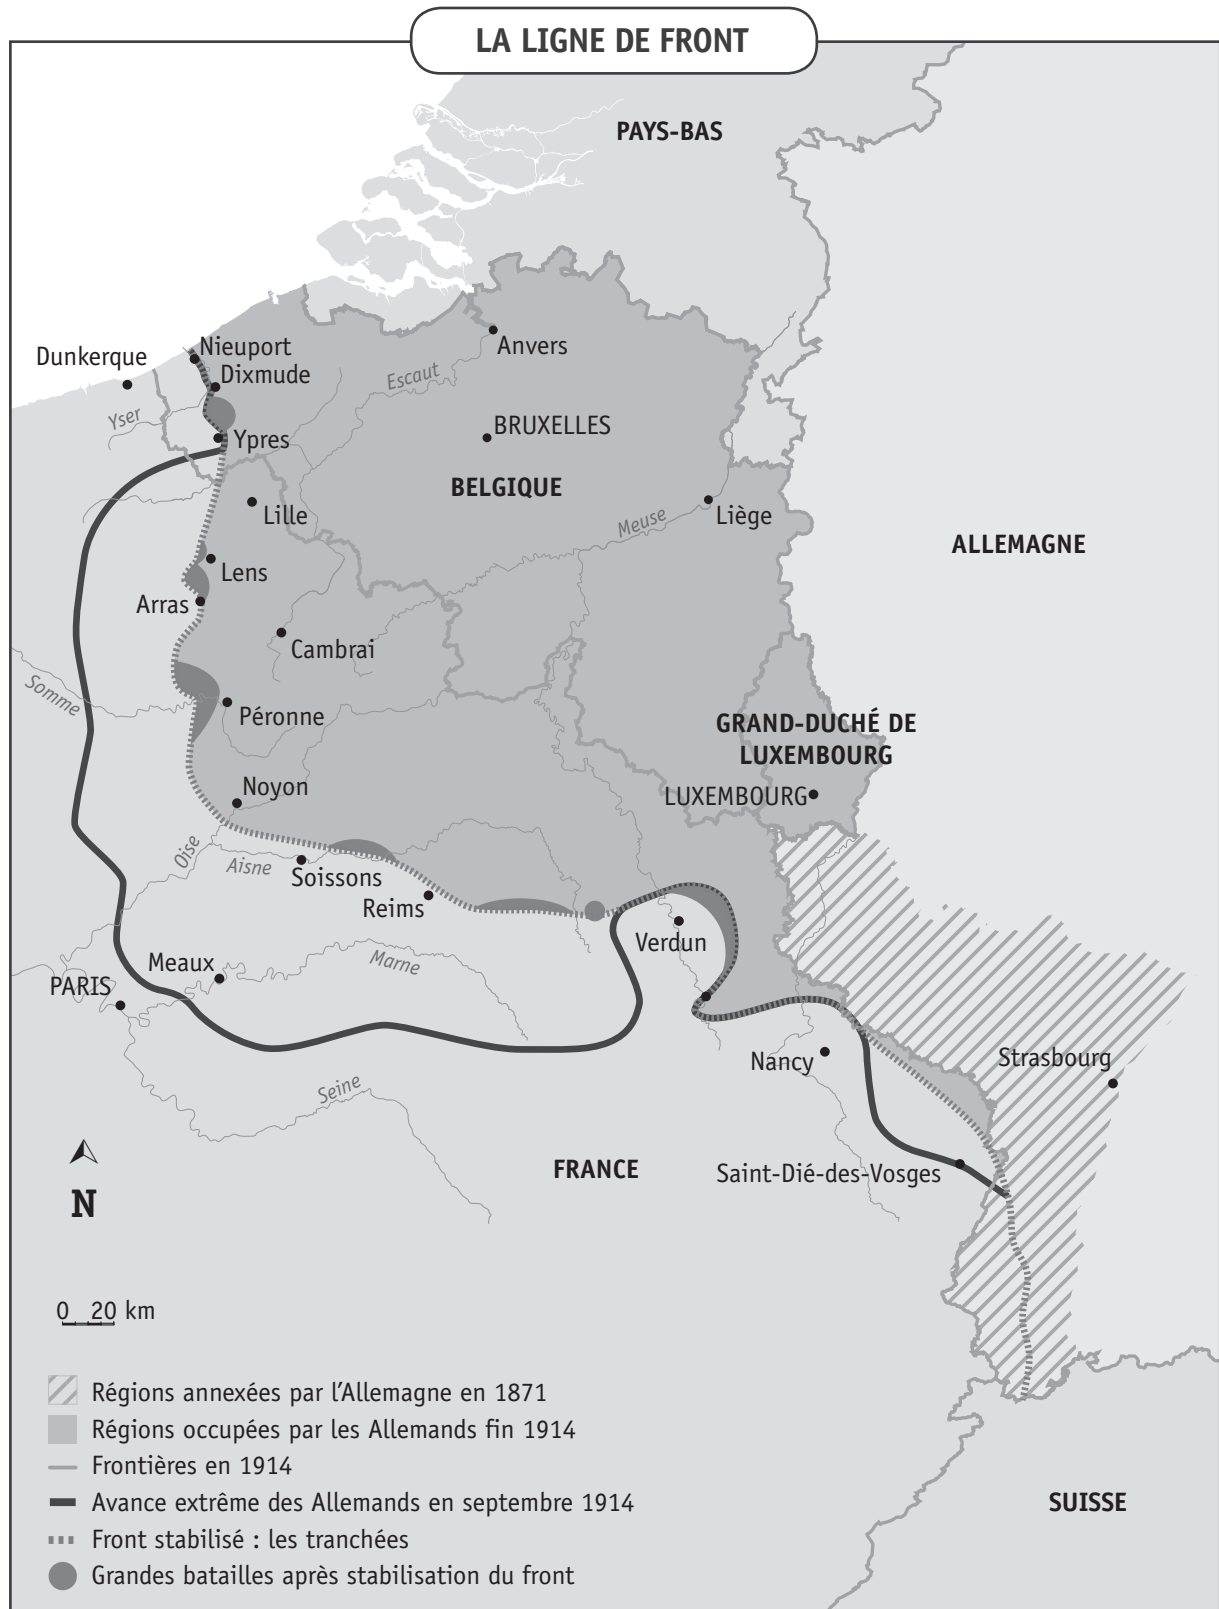 LA LIGNE DE FRONT
PAYS-BAS
Nieuport
Anvers
Dunkerque
Dixmude
Escaut
Yser
BRUXELLES
Ypres
BELGIQUE
Lille
Meuse
Liège
ALLEMAGNE
Lens
Arras
Cambrai
Somme
Péronne
GRAND-DUCHÉ DE
LUXEMBOURG
Noyon
LUXEMBOURG
Oise
Aisne
Soissons
Reims
Verdun
Meaux
Marne
PARIS
Nancy
Strasbourg
Seine
FRANCE
Saint-Dié-des-Vosges
N
0 20 km
Régions annexées par l'Allemagne en 1871
Régions occupées par les Allemands fin 1914
Frontières en 1914
Avance extrême des Allemands en septembre 1914
SUISSE
Front stabilisé : les tranchées
Grandes batailles après stabilisation du front